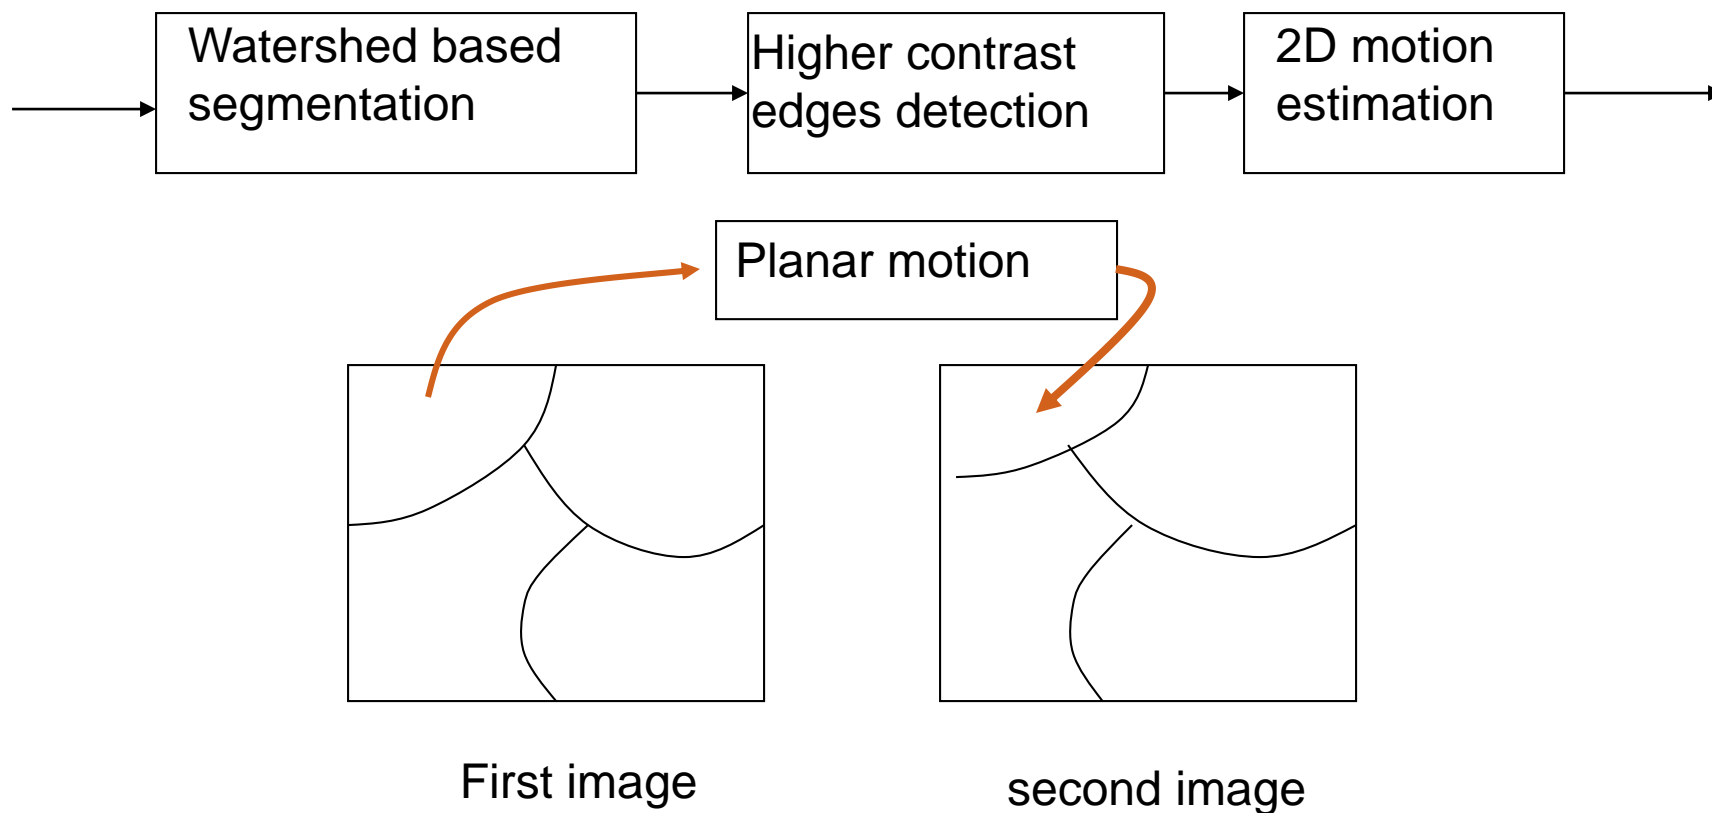 Watershed based
segmentation
Higher contrast
edges detection
2D motion
estimation
Planar motion
First image
second image